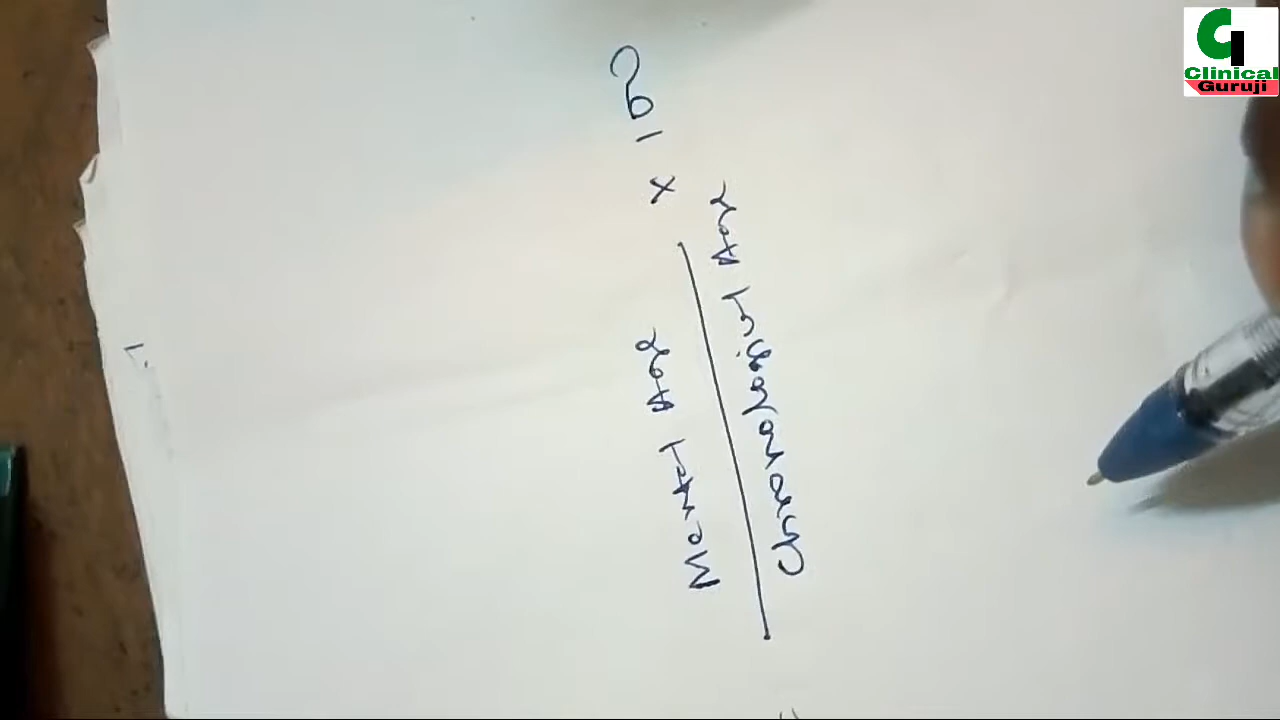 Mental Age
Chronological Age
x 100
Clinical
Guruji